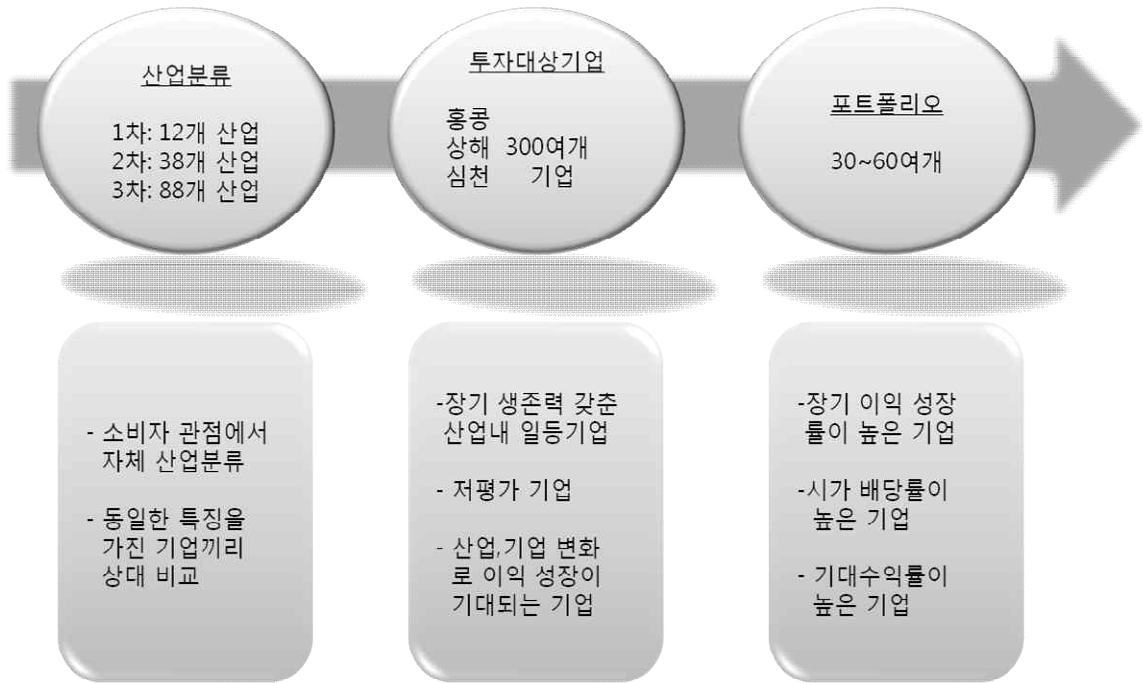 산업분류
1차: 12개 산업
2차: 38개 산업
3차: 88개 산업
투자대상기업
홍콩
상해 300여개
심천 기업
포트폴리오
30~60여개
- 소비자 관점에서
자체 산업분류
- 동일한 특징을
가진 기업끼리
상대 비교
-장기 생존력 갖춘
산업내 일등기업
- 저평가 기업
- 산업,기업 변화
로 이익 성장이
기대되는 기업
-장기 이익 성장
률이 높은 기업
-시가 배당률이
높은 기업
- 기대수익률이
높은 기업